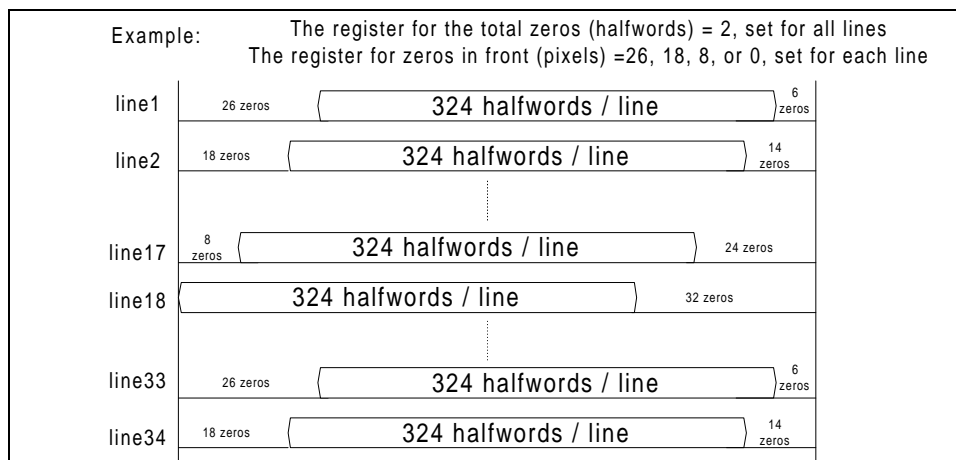 Example: The register for the total zeros (halfwords) = 2, set for all lines
The register for zeros in front (pixels) =26, 18, 8, or 0, set for each line
line1 26 zeros 324 halfwords / line 6 zeros
line2 18 zeros 324 halfwords / line 14 zeros
line17 8 zeros 324 halfwords / line 24 zeros
line18 324 halfwords / line 32 zeros
line33 26 zeros 324 halfwords / line 6 zeros
line34 18 zeros 324 halfwords / line 14 zeros